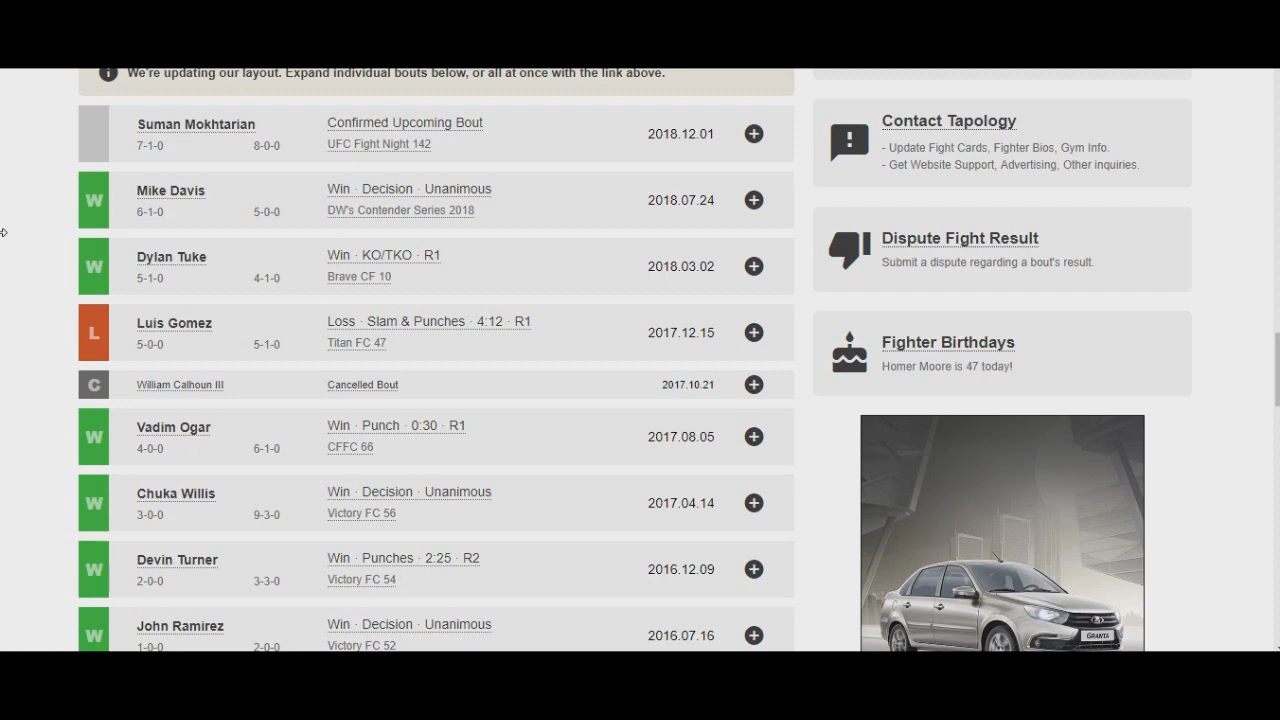 We're updating our layout. Expand individual bouts below, or all at once with the link above.
Suman Mokhtarian
7-1-0 8-0-0
Confirmed Upcoming Bout
UFC Fight Night 142
2018.12.01
W
Mike Davis
6-1-0 5-0-0
Win · Decision · Unanimous
DW's Contender Series 2018
2018.07.24
W
Dylan Tuke
5-1-0 4-1-0
Win · KO/TKO · R1
Brave CF 10
2018.03.02
L
Luis Gomez
5-0-0 5-1-0
Loss · Slam & Punches · 4:12 · R1
Titan FC 47
2017.12.15
C
William Calhoun III
Cancelled Bout
2017.10.21
W
Vadim Ogar
4-0-0 6-1-0
Win · Punch · 0:30 · R1
CFFC 66
2017.08.05
W
Chuka Willis
3-0-0 9-3-0
Win · Decision · Unanimous
Victory FC 56
2017.04.14
W
Devin Turner
2-0-0 3-3-0
Win · Punches · 2:25 · R2
Victory FC 54
2016.12.09
W
John Ramirez
1-0-0 2-0-0
Win · Decision · Unanimous
Victory FC 52
2016.07.16
Contact Tapology
- Update Fight Cards, Fighter Bios, Gym Info.
- Get Website Support, Advertising, Other inquiries.
Dispute Fight Result
Submit a dispute regarding a bout's result.
Fighter Birthdays
Homer Moore is 47 today!
GRANTA